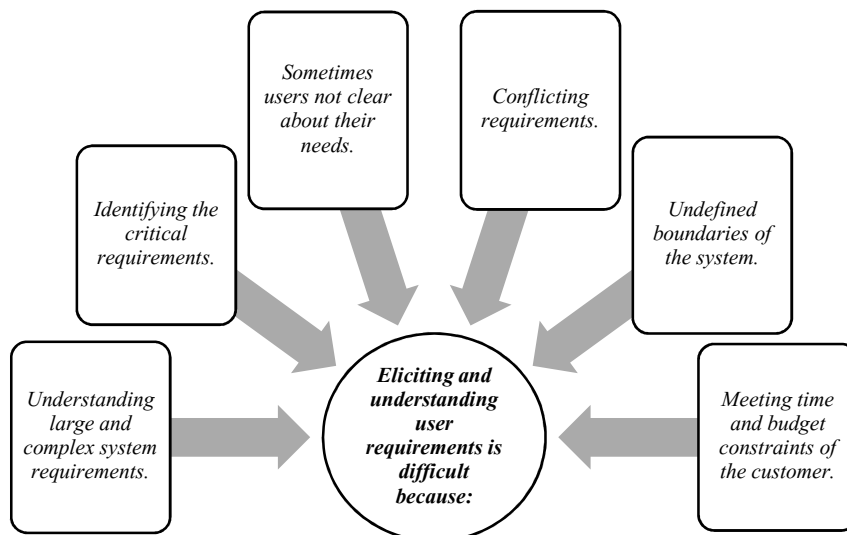 Sometimes
users not clear
about their
needs.
Conflicting
requirements.
Identifying the
critical
requirements.
Undefined
boundaries of
the system.
Understanding
large and
complex system
requirements.
Eliciting and
understanding
user
requirements is
difficult
because:
Meeting time
and budget
constraints of
the customer.